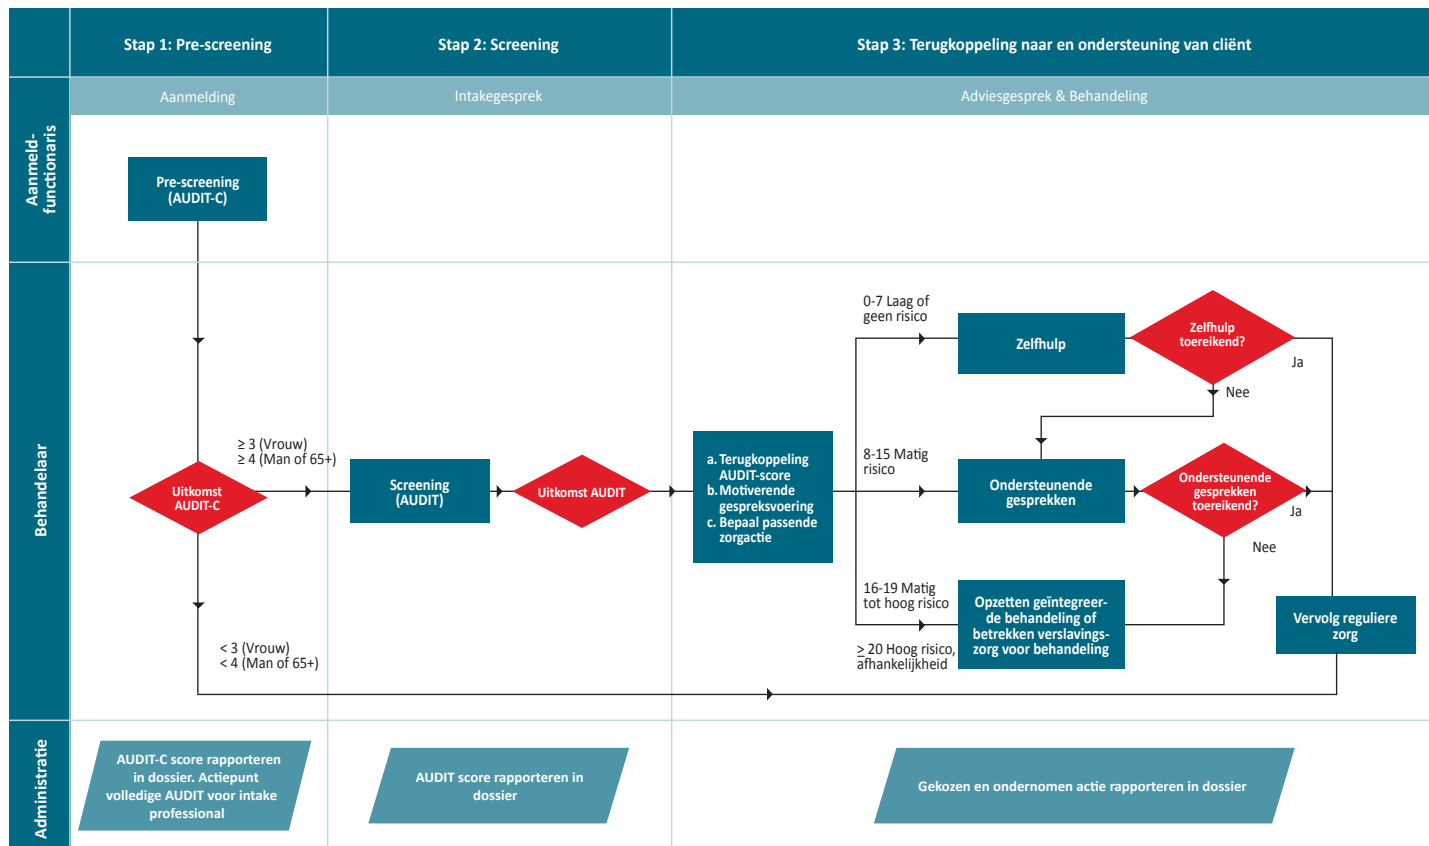 Stap 1: Pre-screening
Stap 2: Screening
Stap 3: Terugkoppeling naar en ondersteuning van cliënt
Aanmelding
Intakegesprek
Adviesgesprek & Behandeling
Aanmeld-
functionaris
Pre-screening
(AUDIT-C)
Behandelaar
≥ 3 (Vrouw)
≥ 4 (Man of 65+)
Uitkomst
AUDIT-C
< 3 (Vrouw)
< 4 (Man of 65+)
Screening
(AUDIT)
Uitkomst AUDIT
a. Terugkoppeling
AUDIT-score
b. Motiverende
gespreksvoering
c. Bepaal passende
zorgactie
0-7 Laag of
geen risico
Zelfhulp
Zelfhulp
toereikend?
Ja
Nee
8-15 Matig
risico
Ondersteunende
gesprekken
Ondersteunende
gesprekken
toereikend?
Ja
Nee
16-19 Matig
tot hoog risico
≥ 20 Hoog risico,
afhankelijkheid
Opzetten geïntegreer-
de behandeling of
betrekken verslavings-
zorg voor behandeling
Vervolg reguliere
zorg
Administratie
AUDIT-C score rapporteren
in dossier. Actiepunt
volledige AUDIT voor intake
professional
AUDIT score rapporteren in
dossier
Gekozen en ondernomen actie rapporteren in dossier